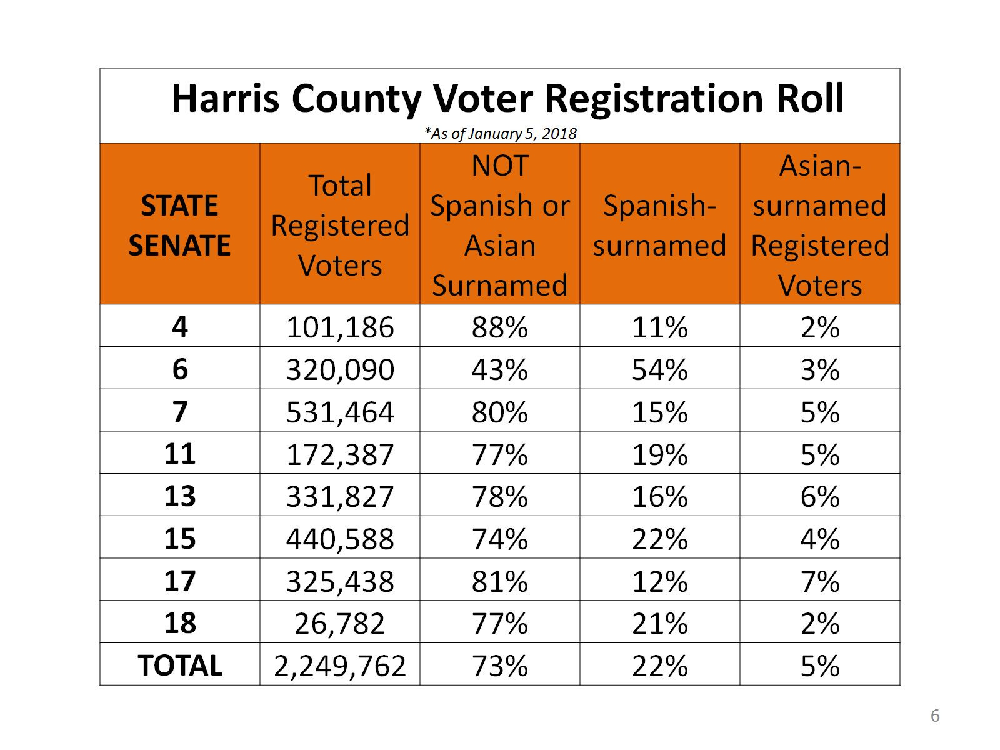 Harris County Voter Registration Roll
*As of January 5, 2018
STATE
SENATE
Total
Registered
Voters
NOT
Spanish or
Asian
Surnamed
Spanish-
surnamed
Asian-
surnamed
Registered
Voters
4 101,186 88% 11% 2%
6 320,090 43% 54% 3%
7 531,464 80% 15% 5%
11 172,387 77% 19% 5%
13 331,827 78% 16% 6%
15 440,588 74% 22% 4%
17 325,438 81% 12% 7%
18 26,782 77% 21% 2%
TOTAL 2,249,762 73% 22% 5%
6